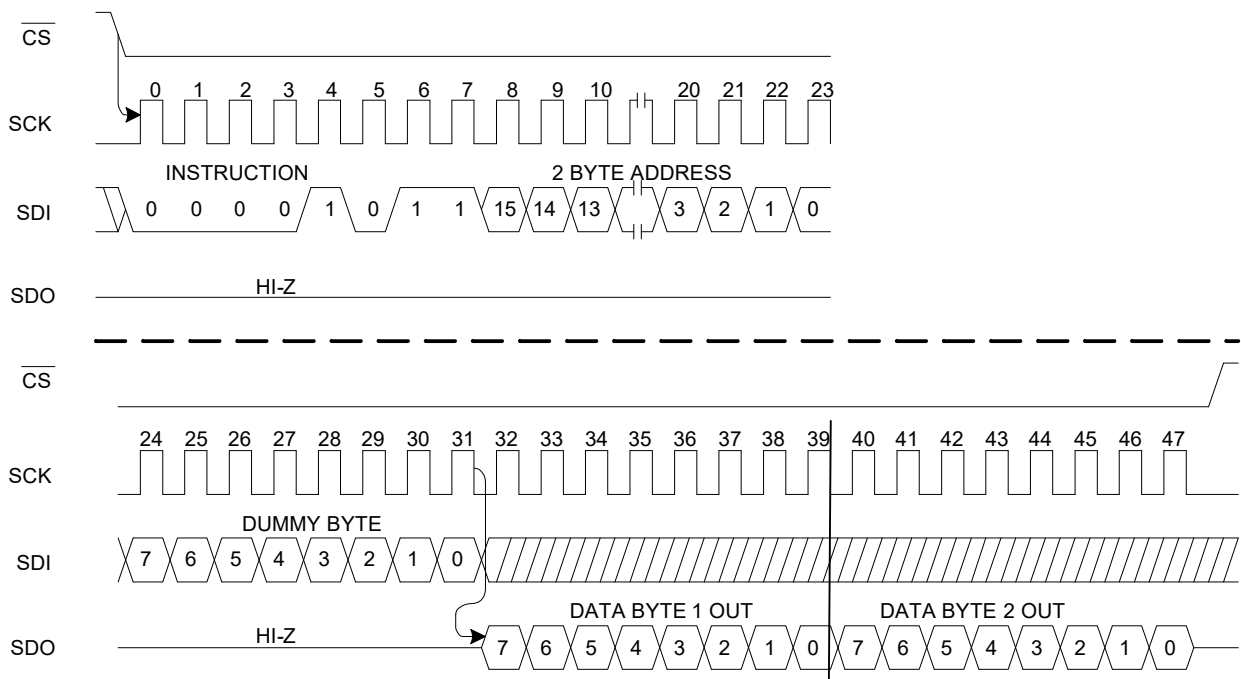 CS
0 1 2 3 4 5 6 7 8 9 10 20 21 22 23
SCK
INSTRUCTION 2 BYTE ADDRESS
SDI 0 0 0 0 1 0 1 1 15 14 13 3 2 1 0
HI-Z
SDO
CS
24 25 26 27 28 29 30 31 32 33 34 35 36 37 38 39 40 41 42 43 44 45 46 47
SCK
DUMMY BYTE
SDI 7 6 5 4 3 2 1 0
DATA BYTE 1 OUT DATA BYTE 2 OUT
HI-Z
SDO 7 6 5 4 3 2 1 0 7 6 5 4 3 2 1 0